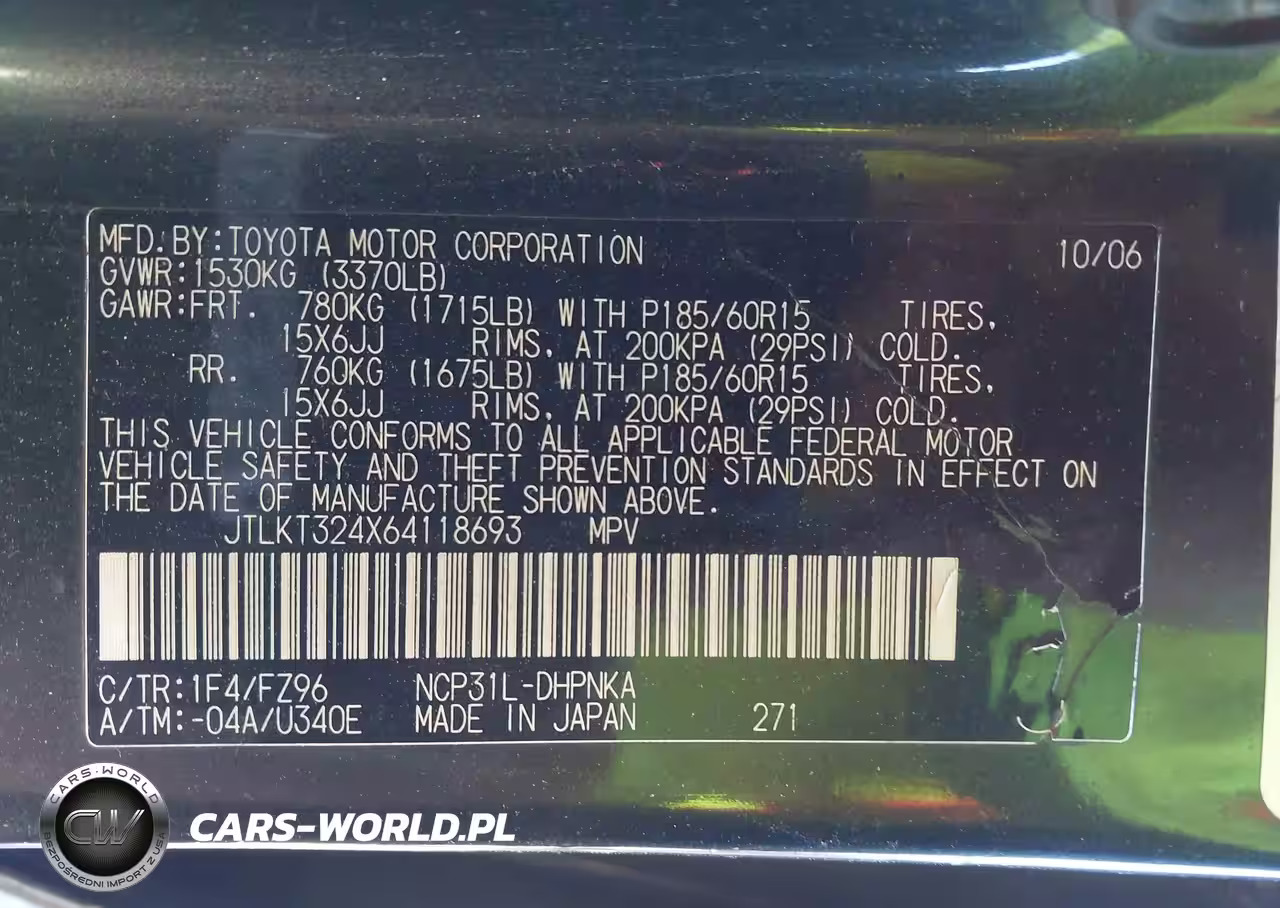 MFD. BY: TOYOTA MOTOR CORPORATION 10/06
GVWR: 1530KG (3370LB)
GAWR: FRT. 780KG (1715LB) WITH P185/60R15 TIRES,
15X6JJ RIMS, AT 200KPA (29PSI) COLD.
RR. 760KG (1675LB) WITH P185/60R15 TIRES,
15X6JJ RIMS, AT 200KPA (29PSI) COLD.
THIS VEHICLE CONFORMS TO ALL APPLICABLE FEDERAL MOTOR
VEHICLE SAFETY AND THEFT PREVENTION STANDARDS IN EFFECT ON
THE DATE OF MANUFACTURE SHOWN ABOVE.
JTLKT324X64118693 MPV
C/TR: 1F4/FZ96 NCP31L-DHPNKA
A/TM: -04A/U340E MADE IN JAPAN 271
CARS-WORLD
CW
BEZPOŚREDNI IMPORT Z USA
CARS-WORLD.PL